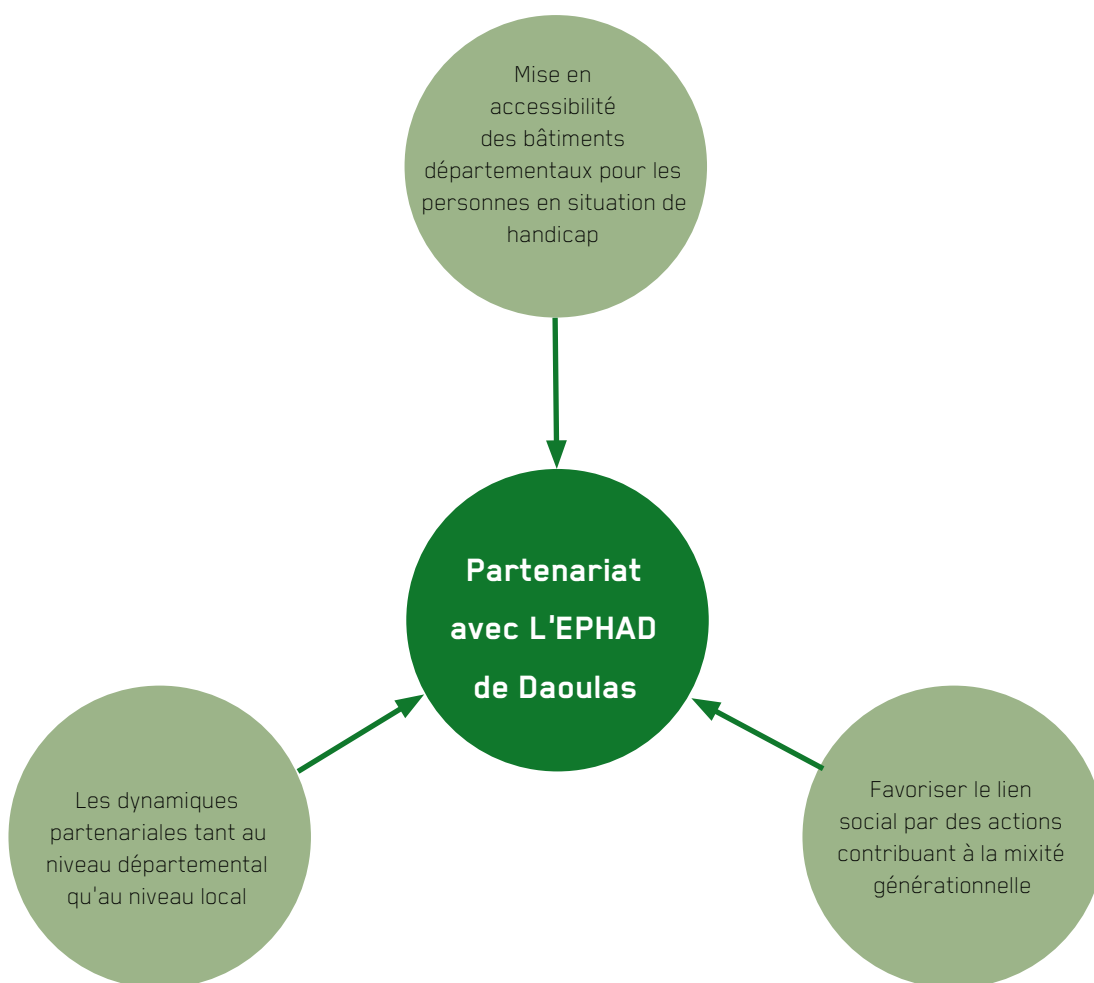 Mise en
accessibilité
des bâtiments
départementaux pour les
personnes en situation de
handicap
Partenariat
avec L'EPHAD
de Daoulas
Les dynamiques
partenariales tant au
niveau départemental
qu'au niveau local
Favoriser le lien
social par des actions
contribuant à la mixité
générationnelle